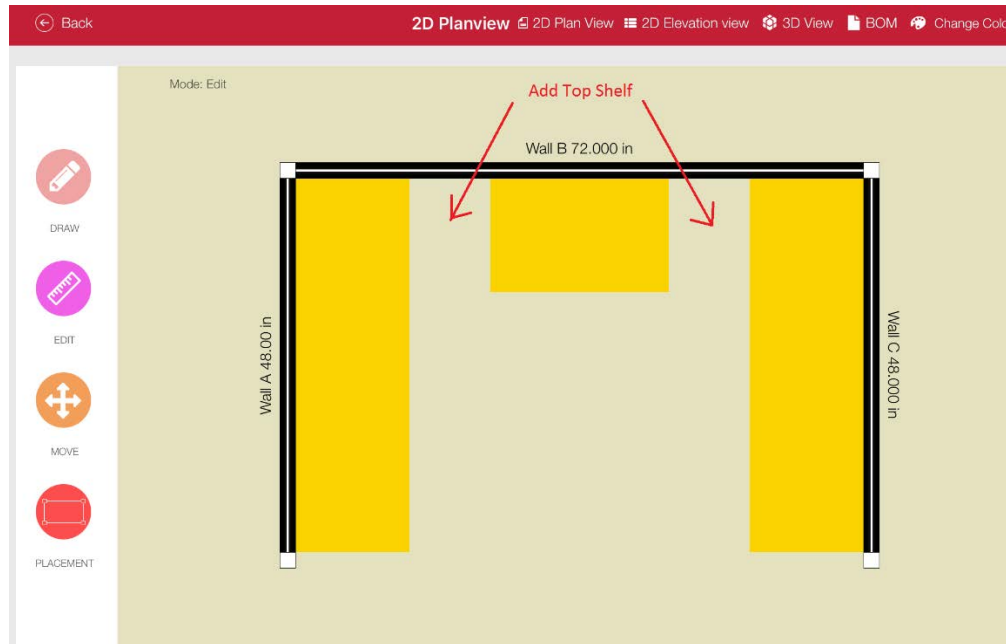 Back
2D Planview
2D Plan View
2D Elevation view
3D View
BOM
Change Colo
Mode: Edit
Add Top Shelf
Wall B 72.000 in
DRAW
EDIT
MOVE
PLACEMENT
Wall A 48.00 in
Wall C 48.000 in